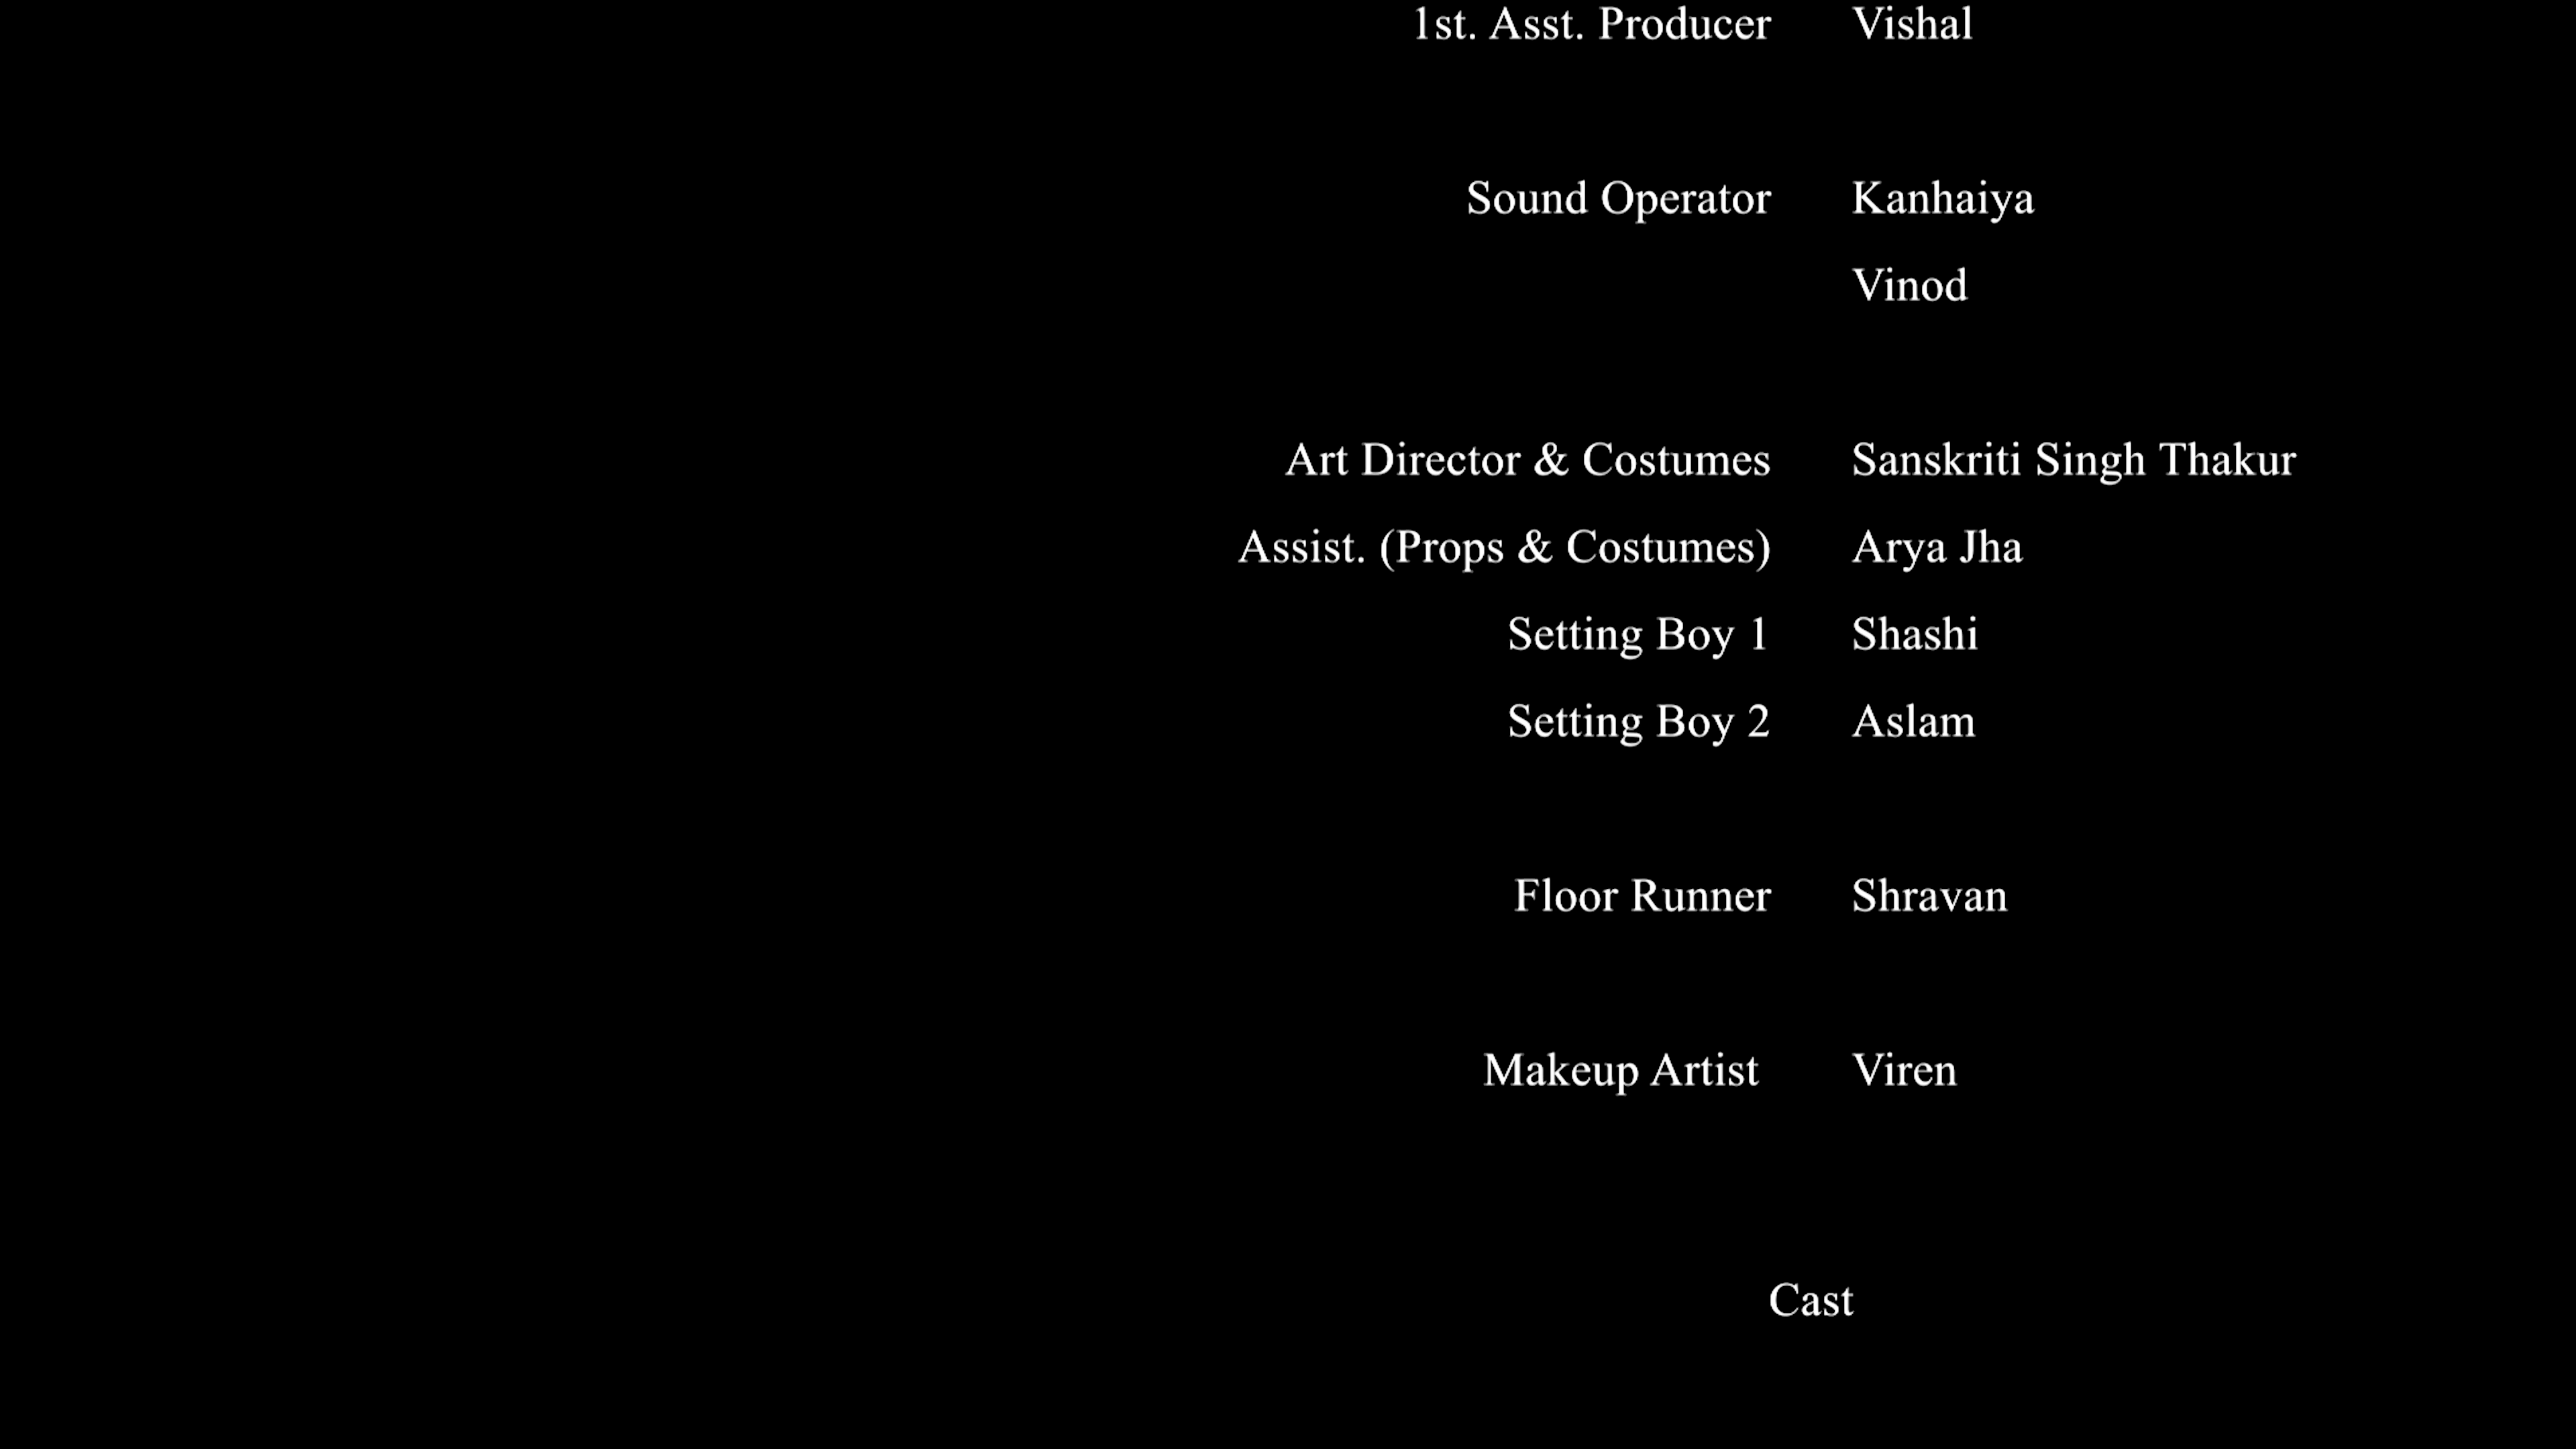 1st. Asst. Producer Vishal
Sound Operator Kanhaiya
Vinod
Art Director & Costumes Sanskriti Singh Thakur
Assist. (Props & Costumes) Arya Jha
Setting Boy 1 Shashi
Setting Boy 2 Aslam
Floor Runner Shravan
Makeup Artist Viren
Cast